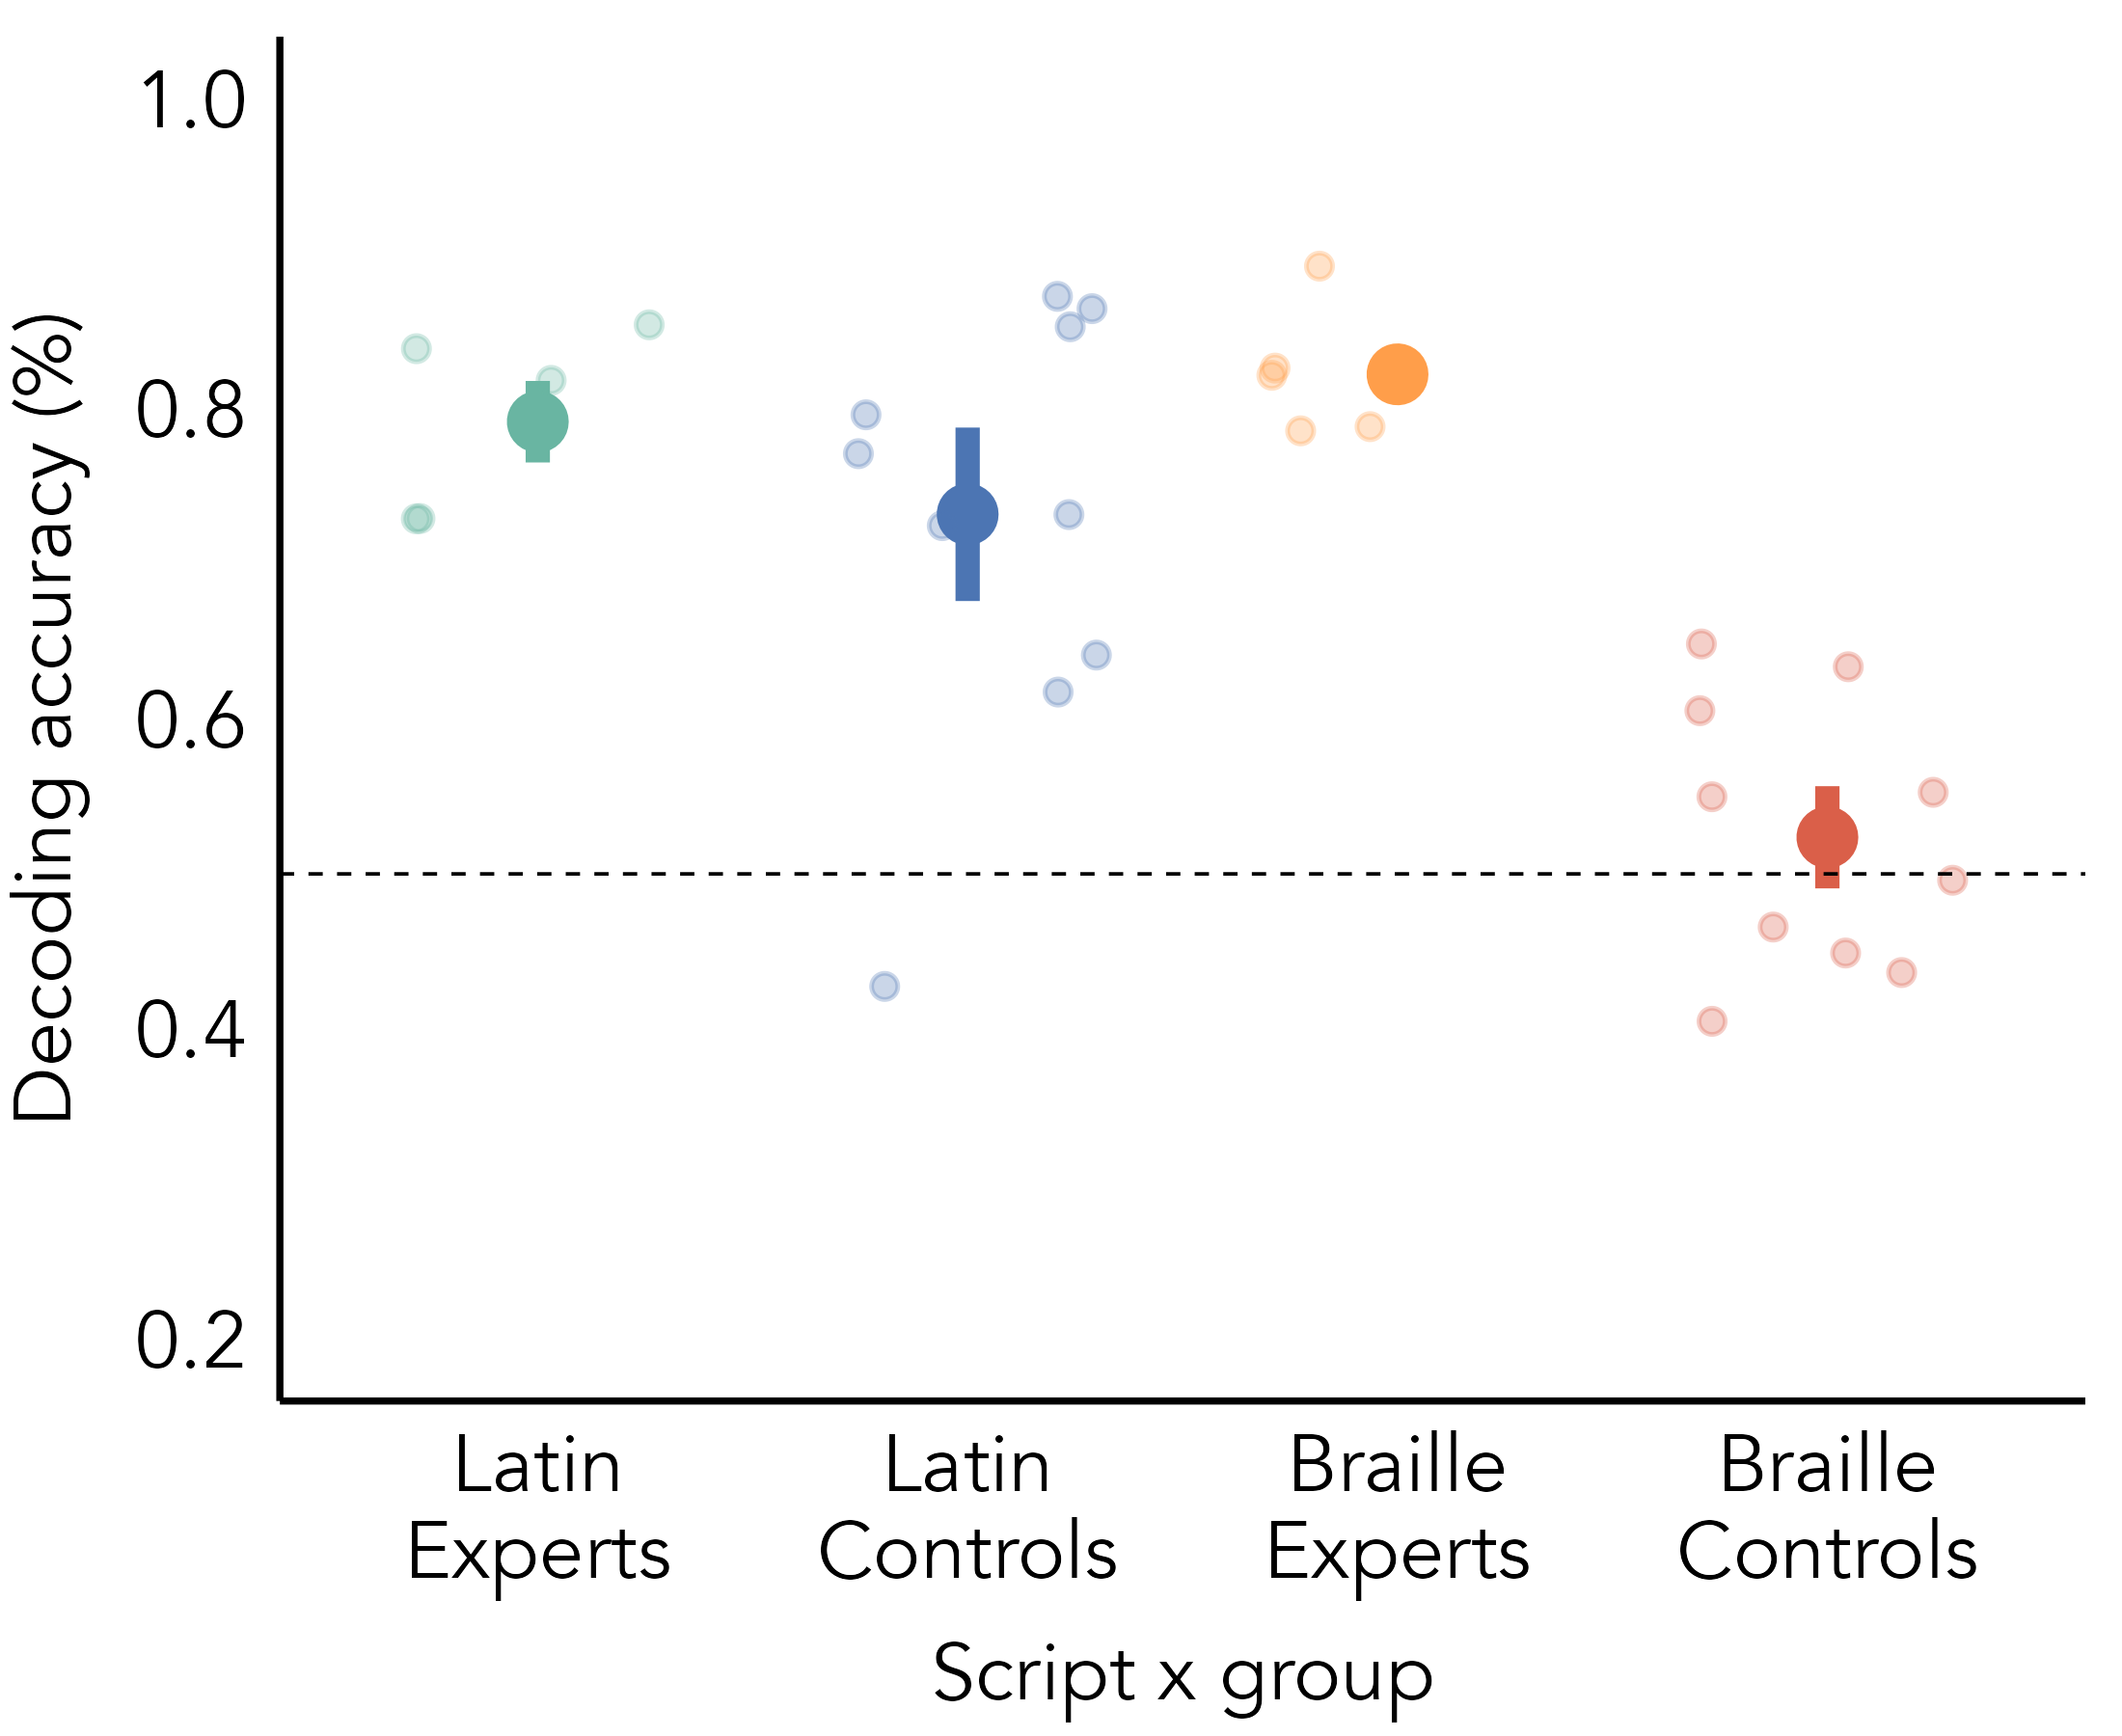 1.0
0.8
0.6
0.4
0.2
Decoding accuracy (%)
Latin
Experts
Latin
Controls
Braille
Experts
Braille
Controls
Script x group